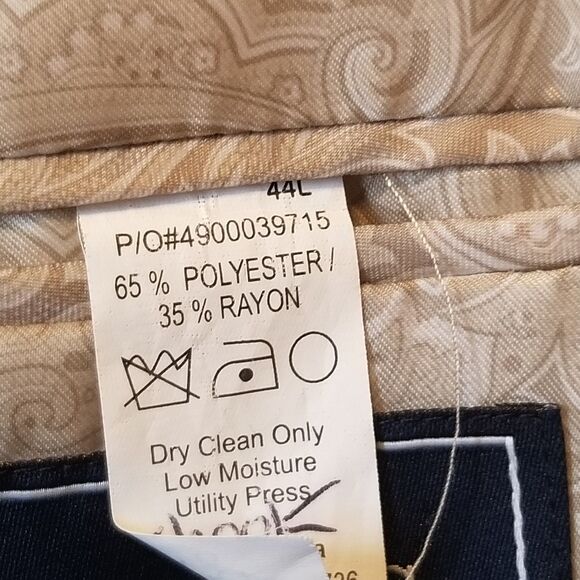 44L
P/O#4900039715
65 % POLYESTER /
35 % RAYON
Dry Clean Only
Low Moisture
Utility Press